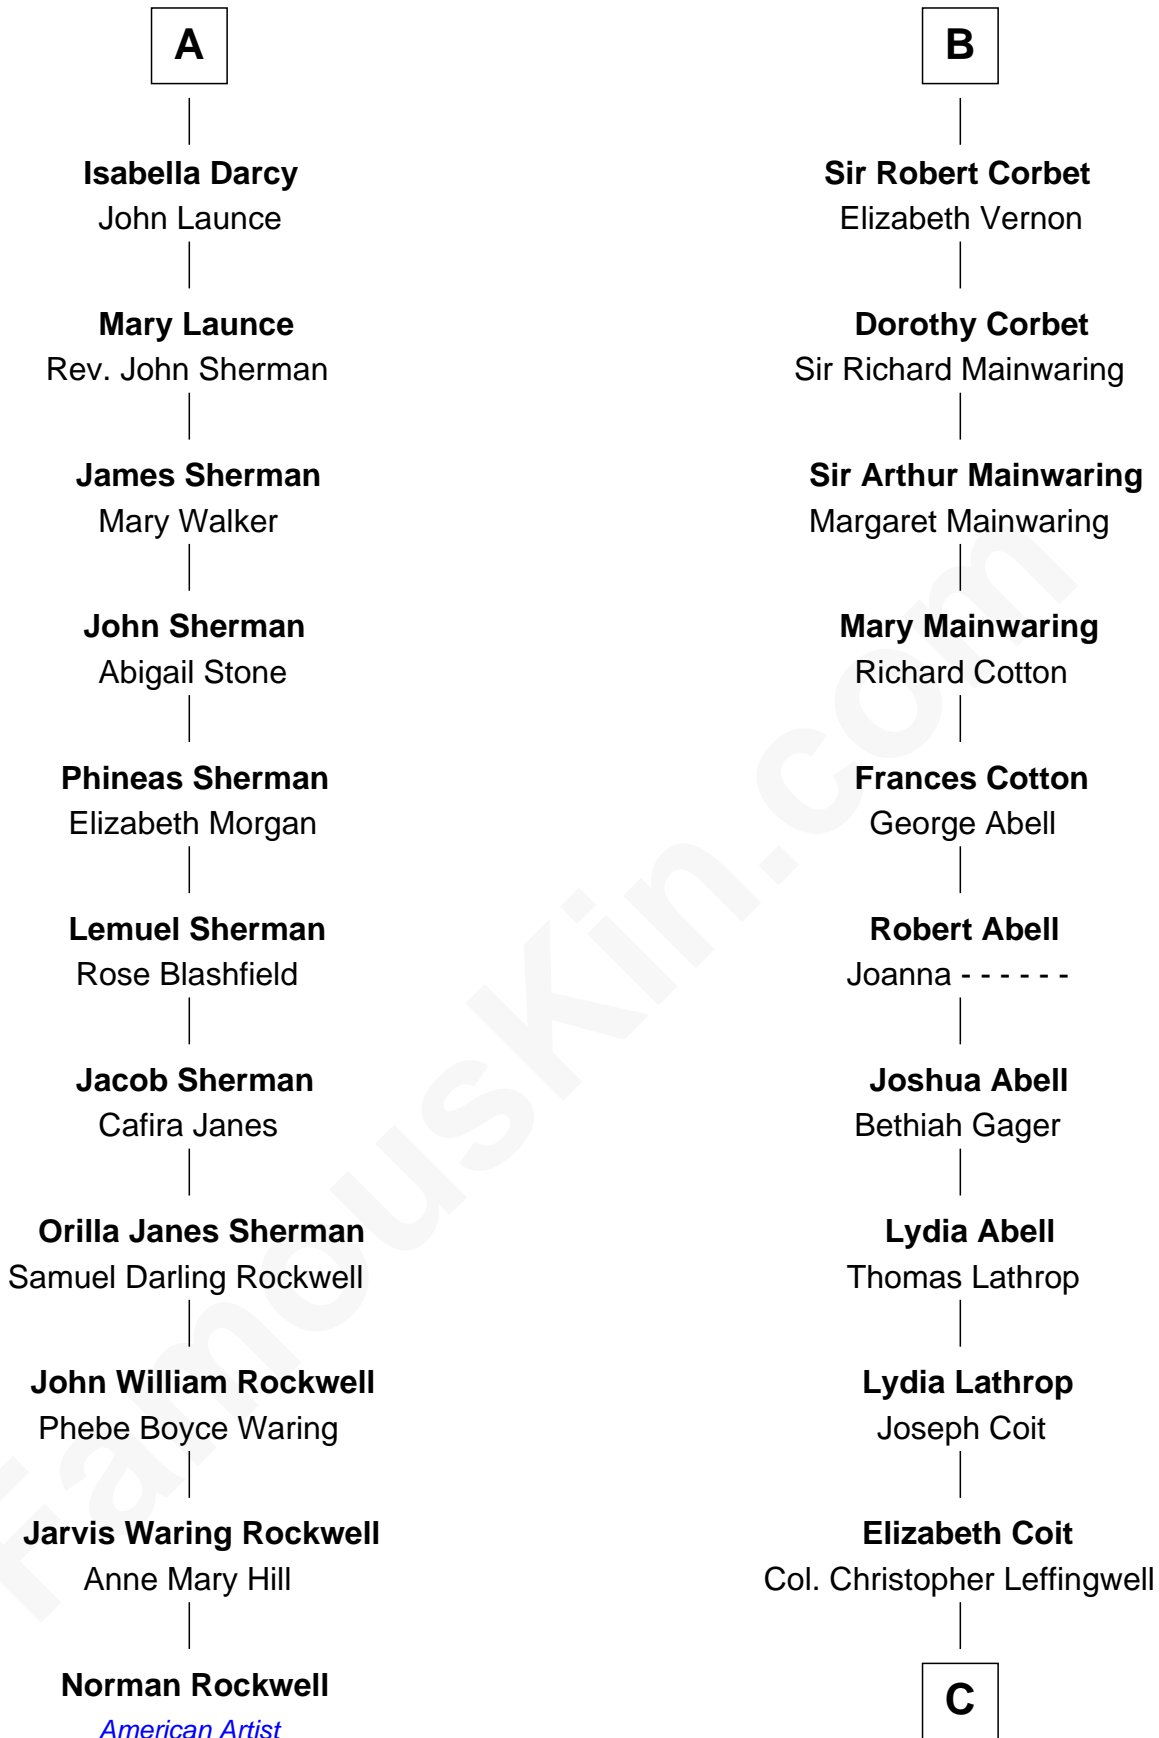 A
Isabella Darcy
John Launce
Mary Launce
Rev. John Sherman
James Sherman
Mary Walker
John Sherman
Abigail Stone
Phineas Sherman
Elizabeth Morgan
Lemuel Sherman
Rose Blashfield
Jacob Sherman
Cafira Janes
Orilla Janes Sherman
Samuel Darling Rockwell
John William Rockwell
Phebe Boyce Waring
Jarvis Waring Rockwell
Anne Mary Hill
Norman Rockwell
American Artist
B
Sir Robert Corbet
Elizabeth Vernon
Dorothy Corbet
Sir Richard Mainwaring
Sir Arthur Mainwaring
Margaret Mainwaring
Mary Mainwaring
Richard Cotton
Frances Cotton
George Abell
Robert Abell
Joanna - - - - - -
Joshua Abell
Bethiah Gager
Lydia Abell
Thomas Lathrop
Lydia Lathrop
Joseph Coit
Elizabeth Coit
Col. Christopher Leffingwell
C
FamousKin.com